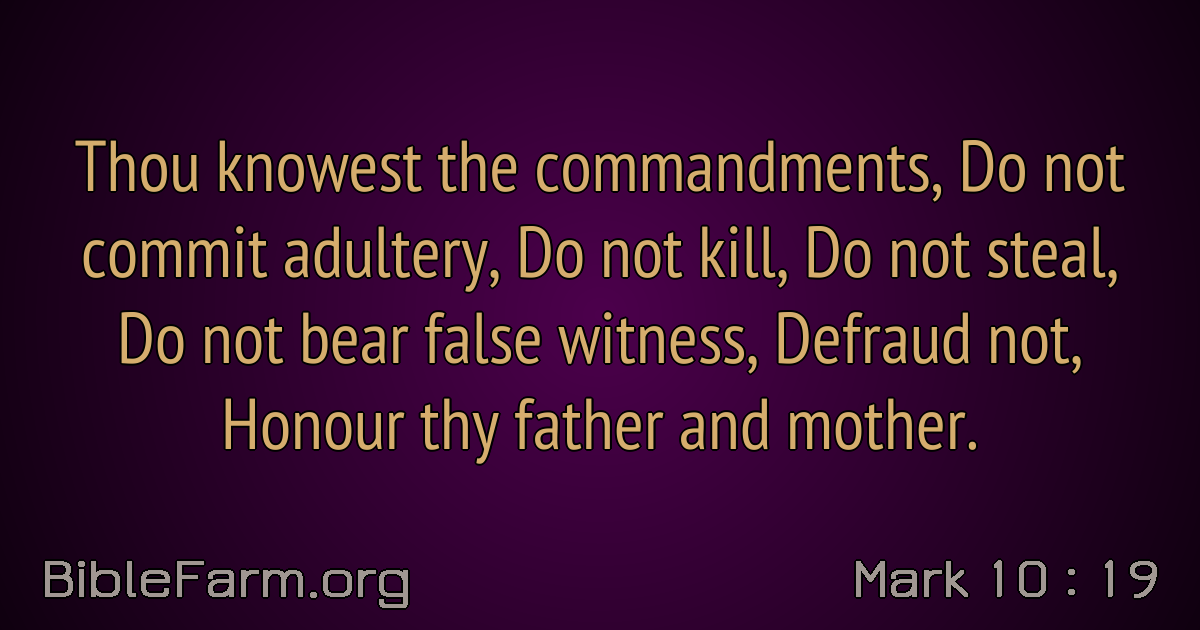 Thou knowest the commandments, Do not
commit adultery, Do not kill, Do not steal,
Do not bear false witness, Defraud not,
Honour thy father and mother.
BibleFarm.org
Mark 10 : 19